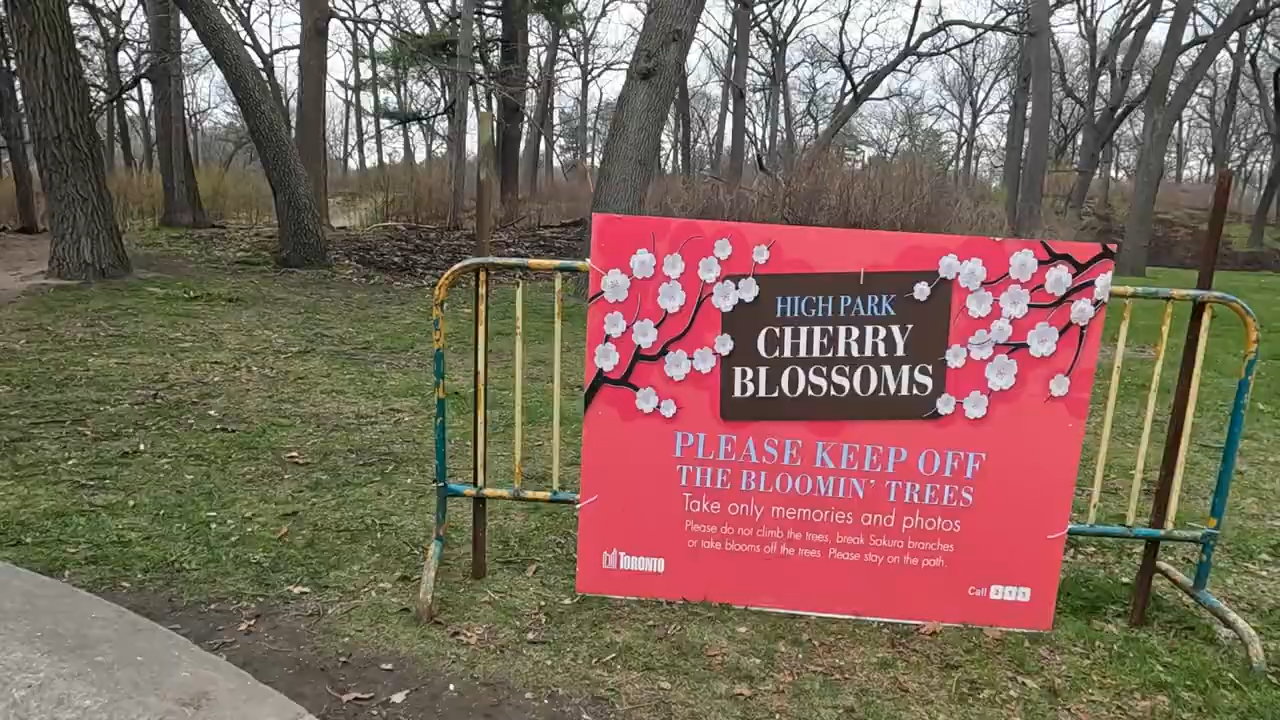 HIGH PARK
CHERRY
BLOSSOMS
PLEASE KEEP OFF
THE BLOOMIN' TREES
Take only memories and photos
Please do not climb the trees, break Sakura branches
or take blooms off the trees. Please stay on the path.
TORONTO
Call 311